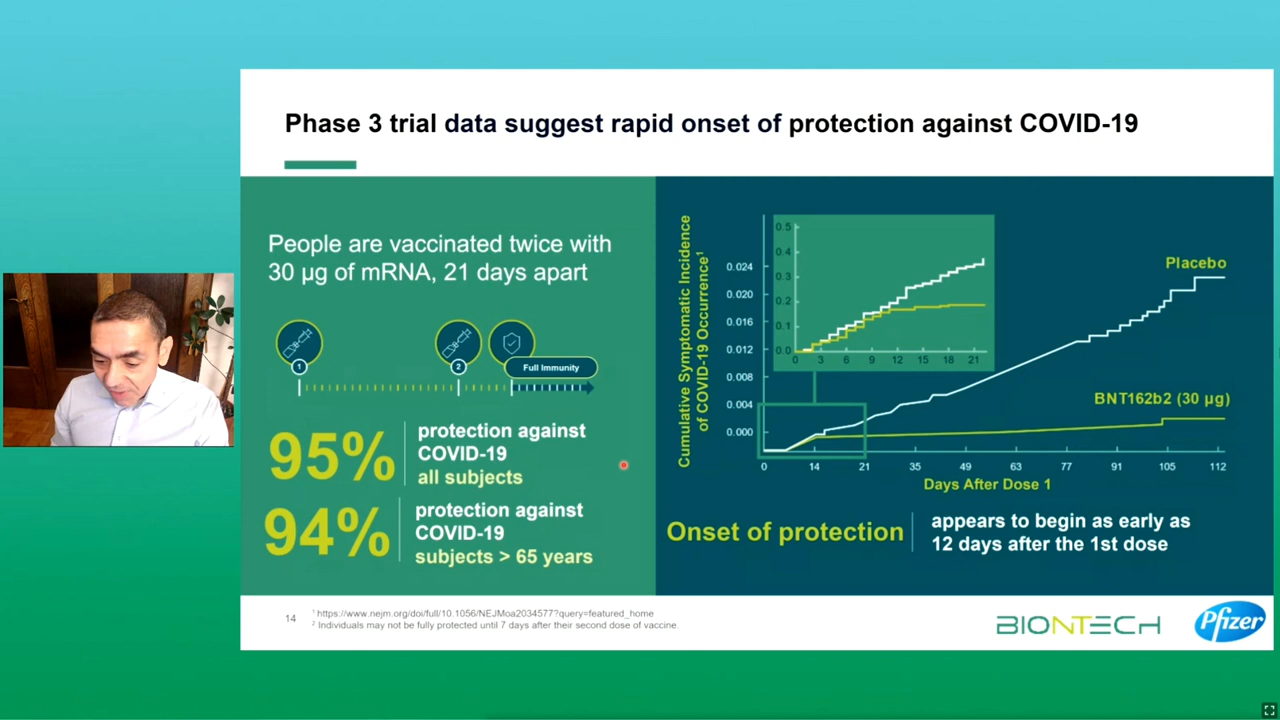 Phase 3 trial data suggest rapid onset of protection against COVID-19
People are vaccinated twice with
30 µg of mRNA, 21 days apart
1
2
Full Immunity
95%
protection against
COVID-19
all subjects
94%
protection against
COVID-19
subjects > 65 years
Cumulative Symptomatic Incidence
of COVID-19 Occurrence1
0.024
0.020
0.016
0.012
0.008
0.004
0.000
0.5
0.4
0.3
0.2
0.1
0.0
0 3 6 9 12 15 18 21
Placebo
BNT162b2 (30 µg)
0 14 21 35 49 63 77 91 105 112
Days After Dose 1
Onset of protection
appears to begin as early as
12 days after the 1st dose
14
1 https://www.nejm.org/doi/full/10.1056/NEJMoa2034577?query=featured_home
2 Individuals may not be fully protected until 7 days after their second dose of vaccine.
BIONTECH
Pfizer